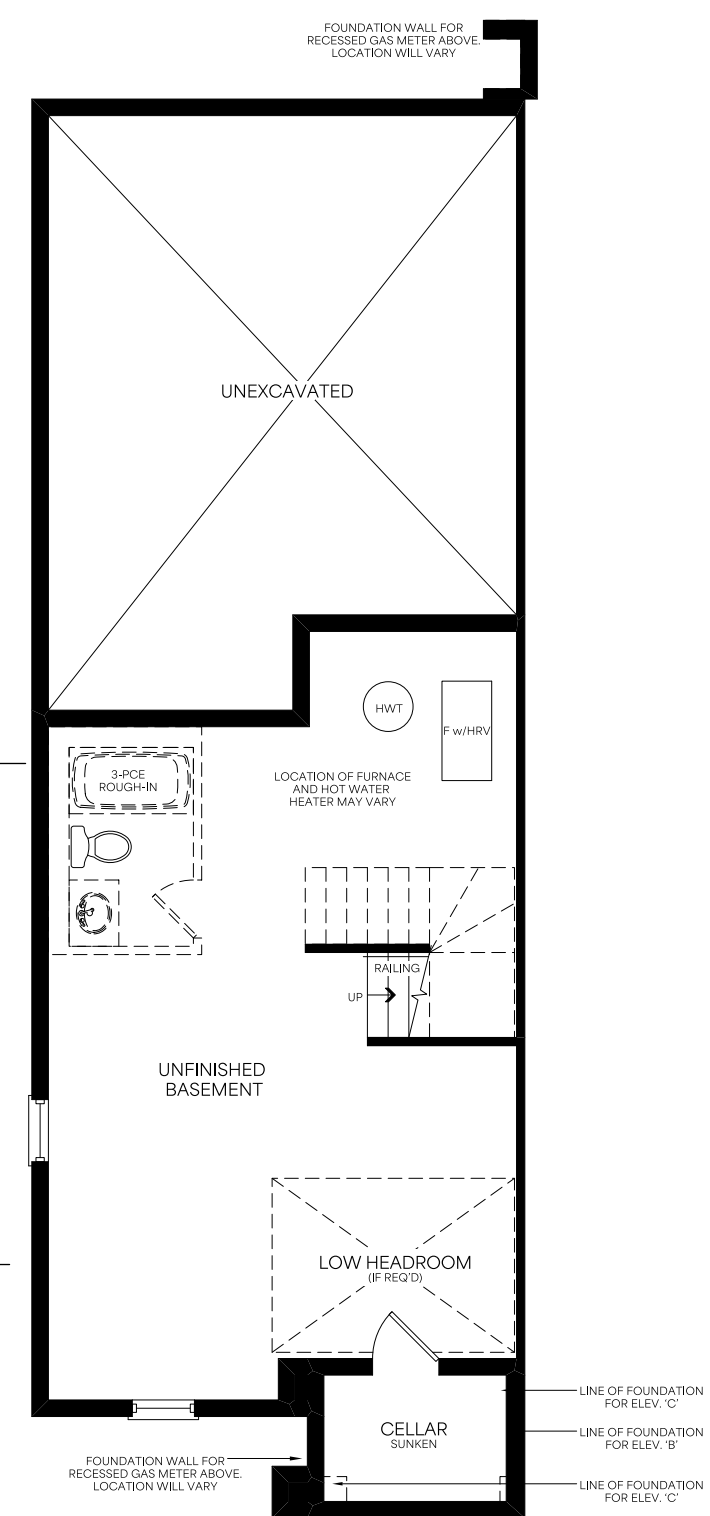 FOUNDATION WALL FOR
RECESSED GAS METER ABOVE.
LOCATION WILL VARY
UNEXCAVATED
HWT
F w/HRV
3-PCE
ROUGH-IN
LOCATION OF FURNACE
AND HOT WATER
HEATER MAY VARY
RAILING
UP
UNFINISHED
BASEMENT
LOW HEADROOM
(IF REQ'D)
CELLAR
SUNKEN
LINE OF FOUNDATION
FOR ELEV. 'C'
LINE OF FOUNDATION
FOR ELEV. 'B'
LINE OF FOUNDATION
FOR ELEV. 'C'
FOUNDATION WALL FOR
RECESSED GAS METER ABOVE.
LOCATION WILL VARY